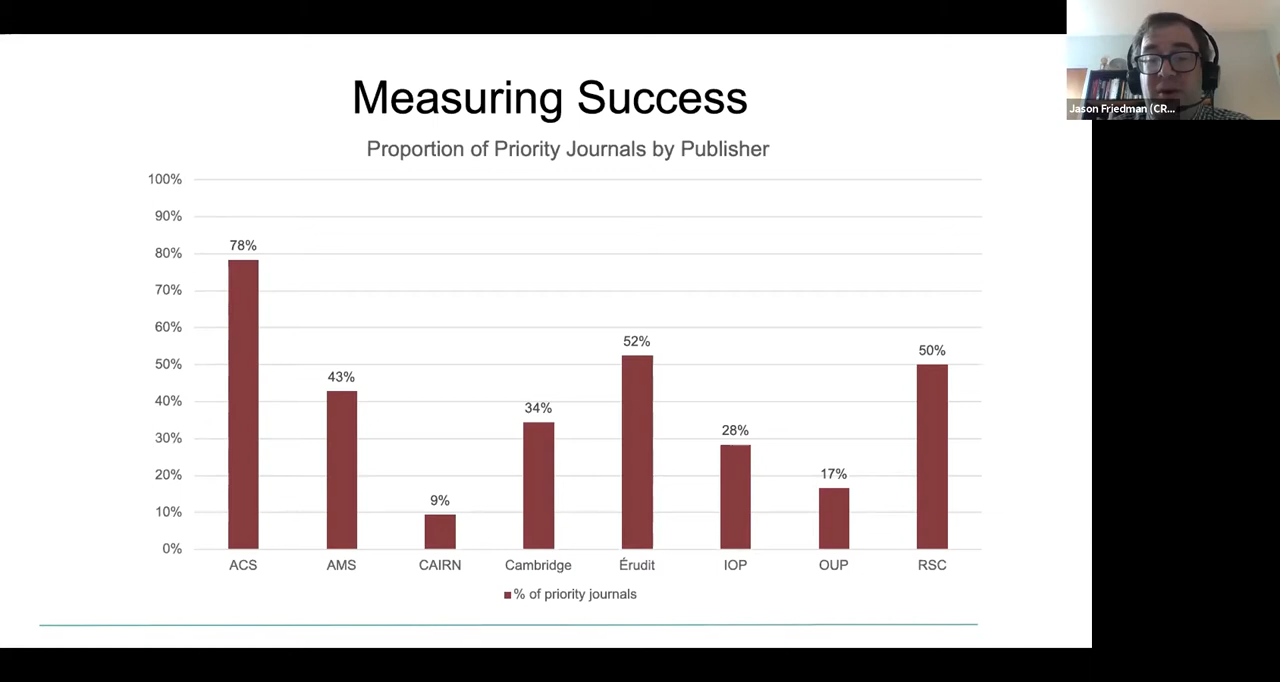 Measuring Success
Jason Friedman (CR...
Proportion of Priority Journals by Publisher
100%
90%
80%
70%
60%
50%
40%
30%
20%
10%
0%
78%
43%
9%
34%
52%
28%
17%
50%
ACS
AMS
CAIRN
Cambridge
Érudit
IOP
OUP
RSC
% of priority journals